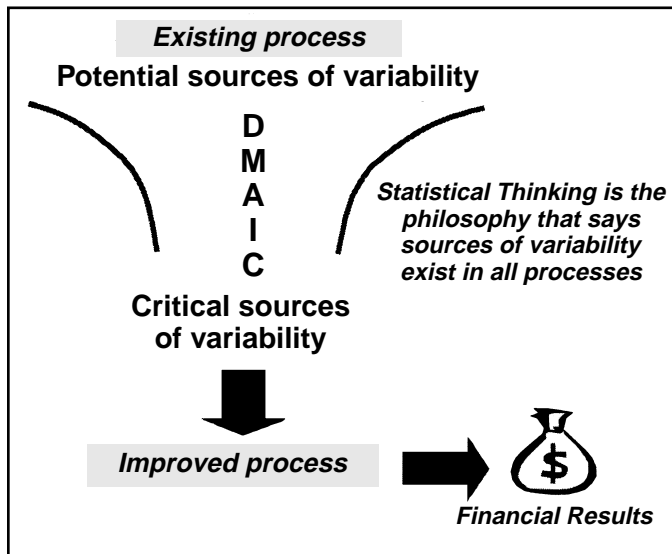 Existing process
Potential sources of variability
D
M
A
I
C
Statistical Thinking is the
philosophy that says
sources of variability
exist in all processes
Critical sources
of variability
Improved process
$
Financial Results